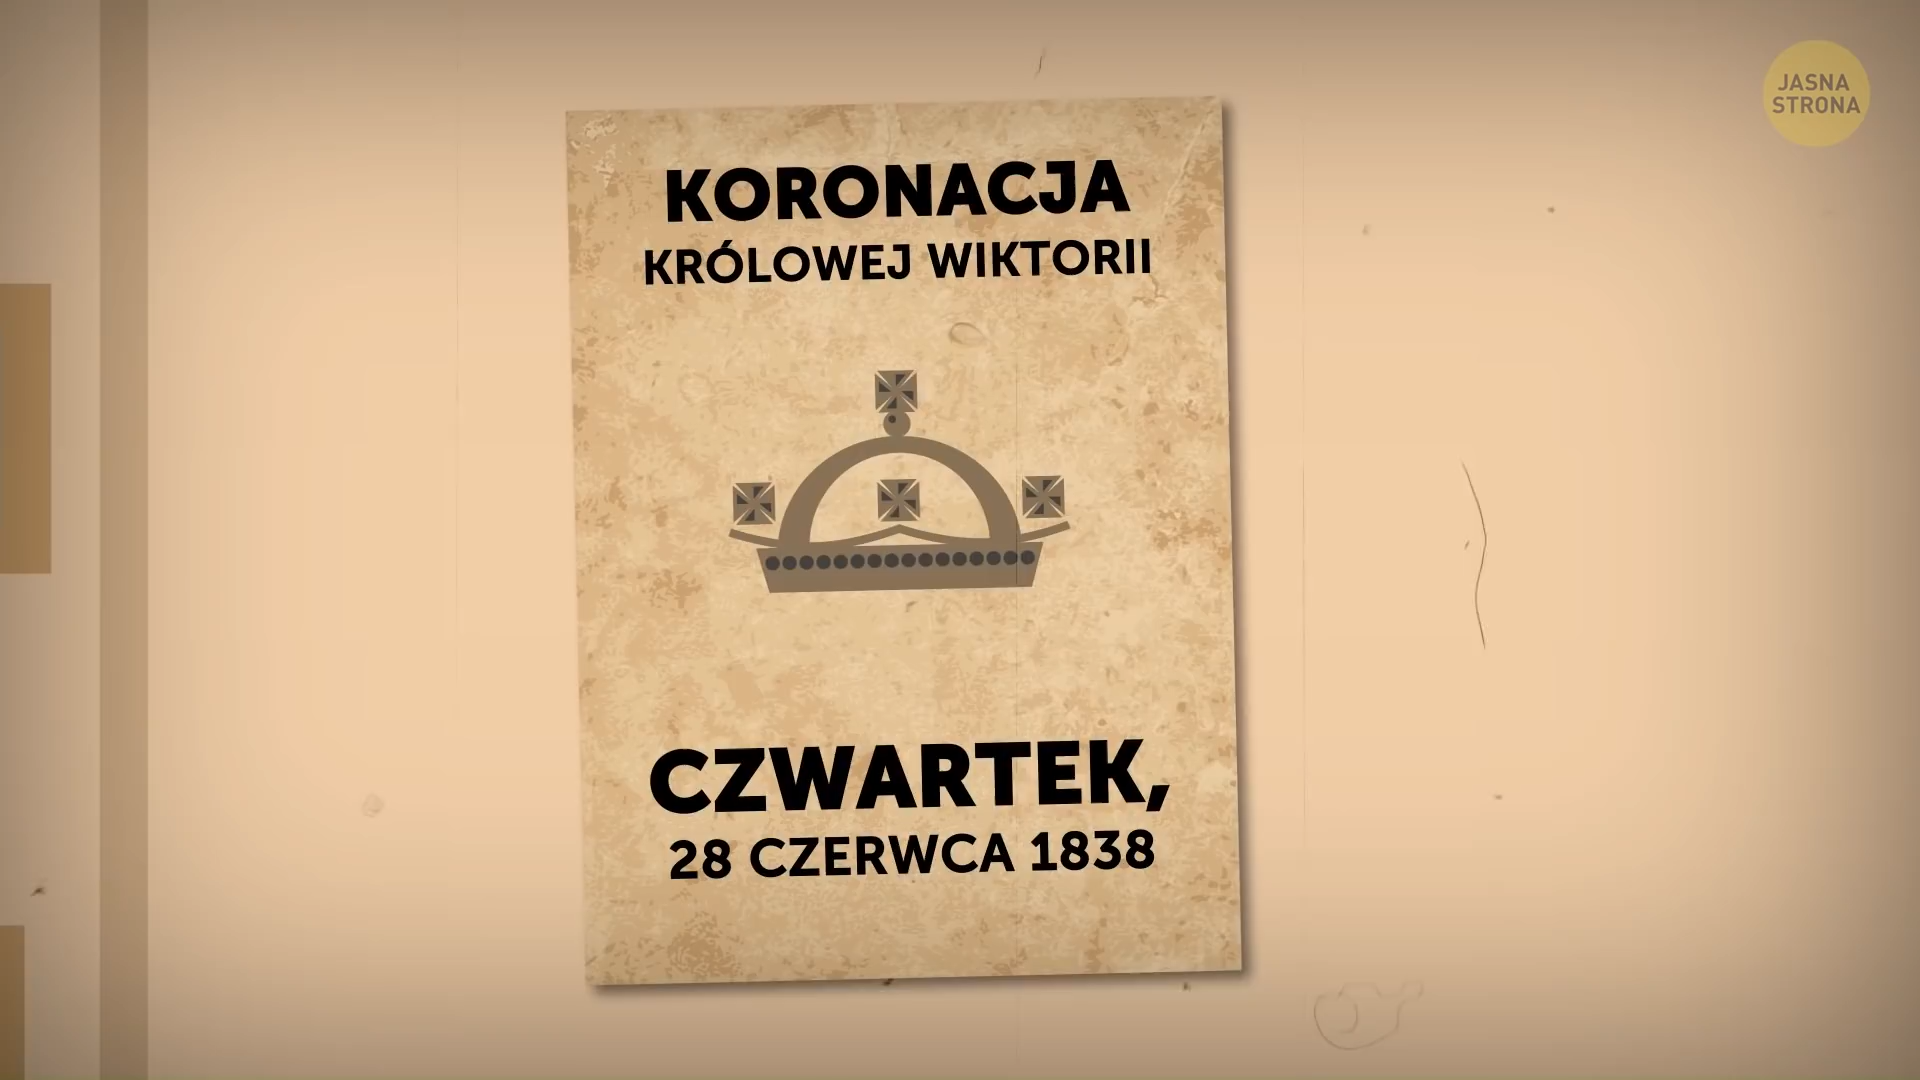 JASNA
STRONA
KORONACJA
KRÓLOWEJ WIKTORII
CZWARTEK,
28 CZERWCA 1838